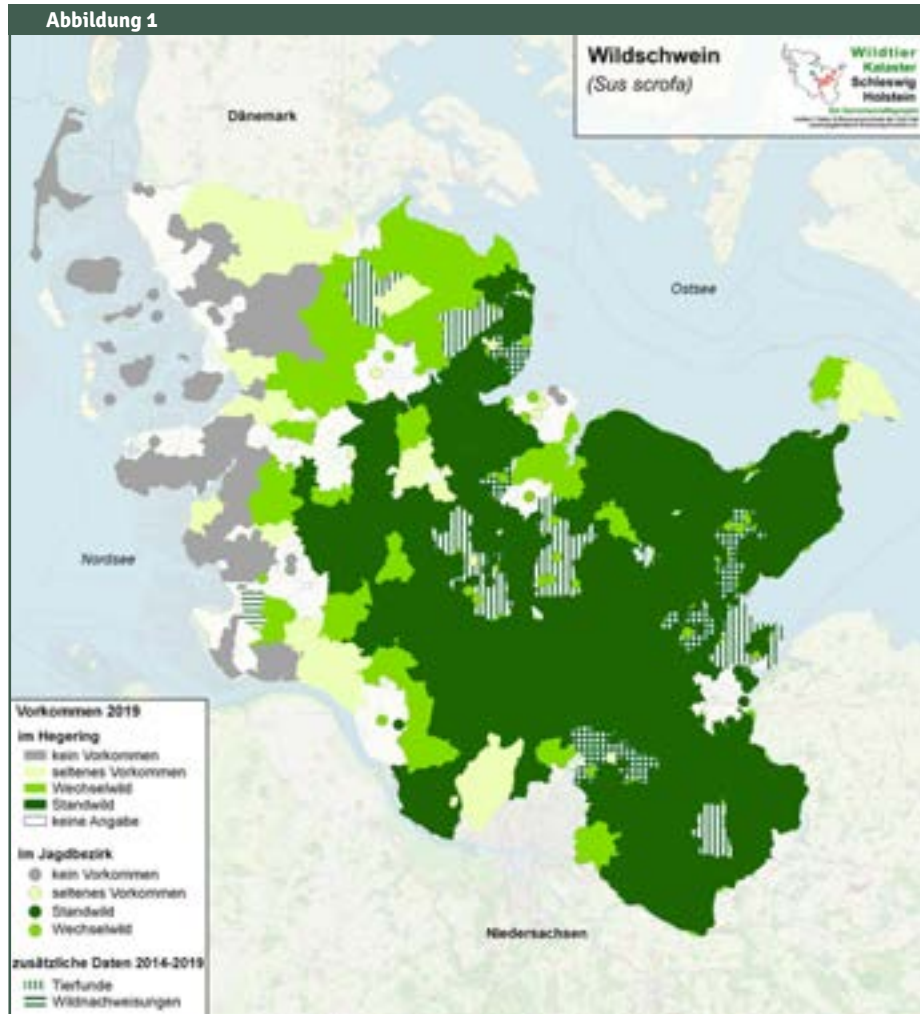 Abbildung 1
Wildschwein
(Sus scrofa)
Wildtier
Kataster
Schleswig
Holstein
Dänemark
Ostsee
Nordsee
Niedersachsen
Vorkommen 2019
im Hegering
kein Vorkommen
seltenes Vorkommen
Wechselwild
Standwild
keine Angabe
im Jagdbezirk
kein Vorkommen
seltenes Vorkommen
Standwild
Wechselwild
zusätzliche Daten 2014-2019
Tierfunde
Wildnachweisungen